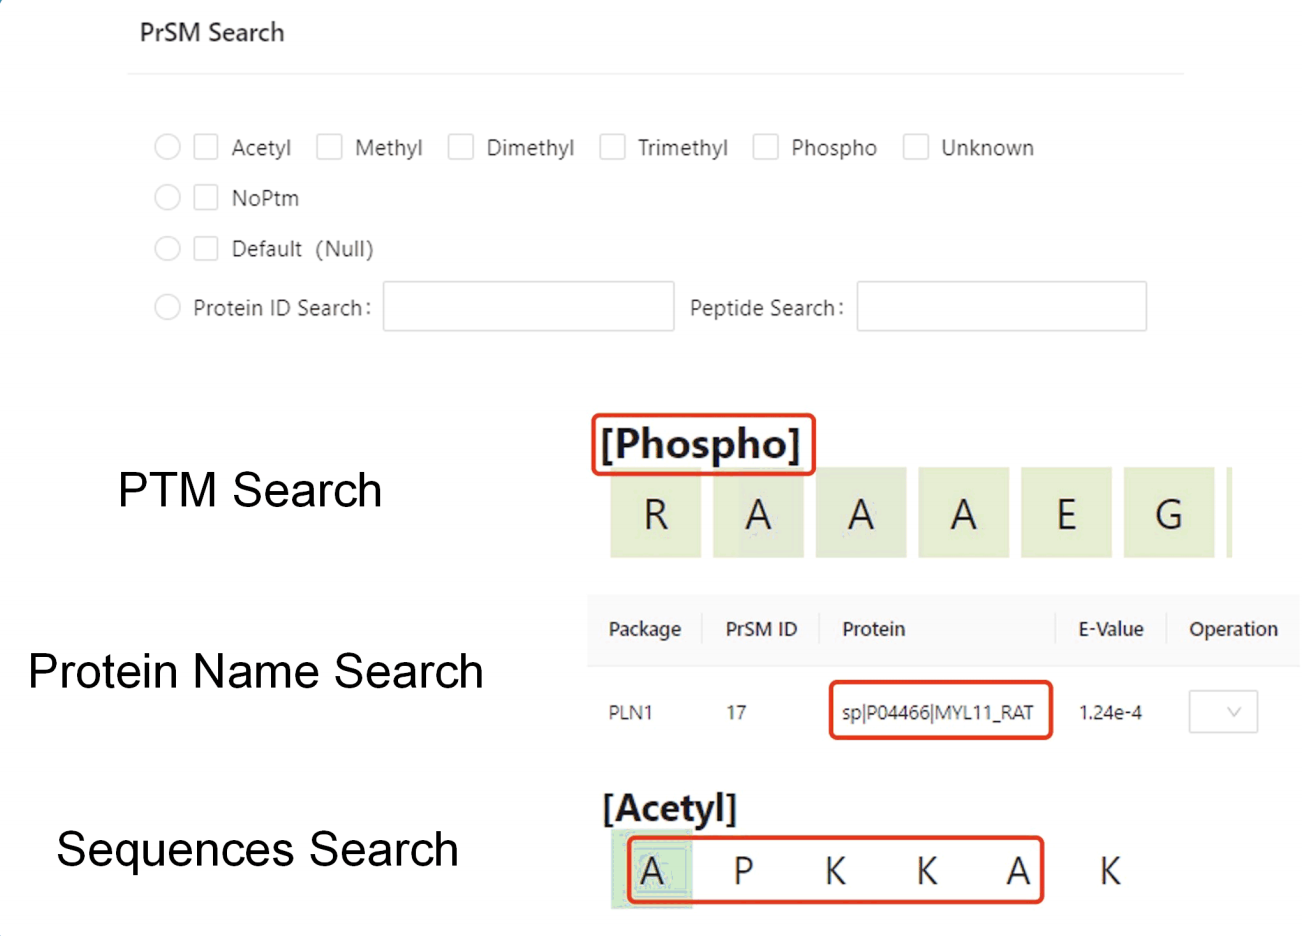 PrSM Search
Acetyl Methyl Dimethyl Trimethyl Phospho Unknown
NoPtm
Default (Null)
Protein ID Search: Peptide Search:
PTM Search
[Phospho]
R A A A E G
Protein Name Search
Package PrSM ID Protein E-Value Operation
PLN1 17 sp|P04466|MYL11_RAT 1.24e-4
Sequences Search
[Acetyl]
A P K K A K